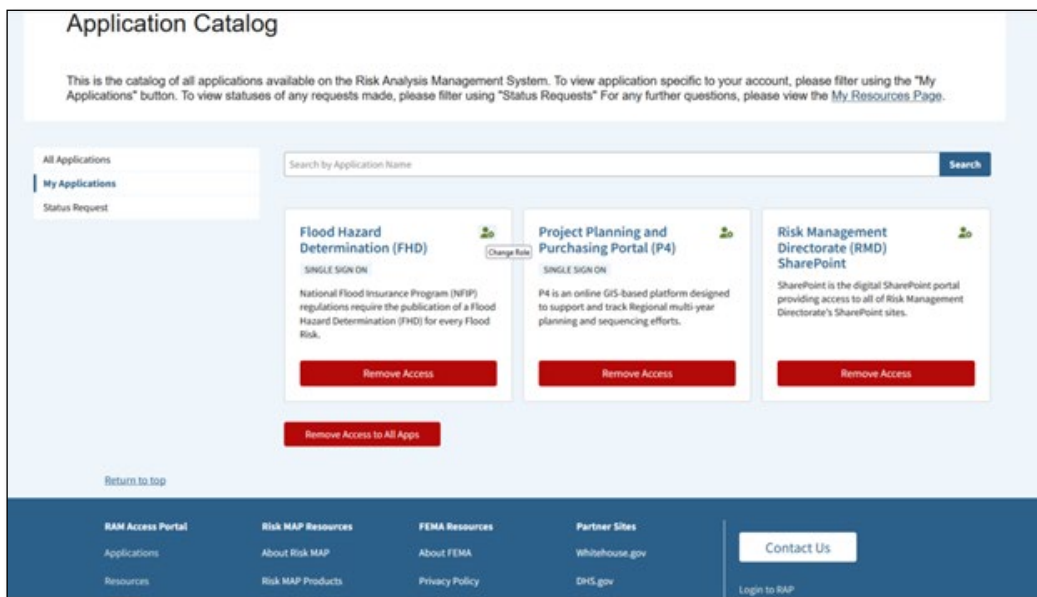 Application Catalog
This is the catalog of all applications available on the Risk Analysis Management System. To view application specific to your account, please filter using the "My
Applications" button. To view statuses of any requests made, please filter using "Status Requests" For any further questions, please view the My Resources Page.
All Applications
My Applications
Status Request
Search by Application Name
Search
Flood Hazard
Determination (FHD)
Change Role
SINGLE SIGN ON
National Flood Insurance Program (NFIP)
regulations require the publication of a Flood
Hazard Determination (FHD) for every Flood
Risk.
Remove Access
Project Planning and
Purchasing Portal (P4)
SINGLE SIGN ON
P4 is an online GIS-based platform designed
to support and track Regional multi-year
planning and sequencing efforts.
Remove Access
Risk Management
Directorate (RMD)
SharePoint
SharePoint is the digital SharePoint portal
providing access to all of Risk Management
Directorate's SharePoint sites.
Remove Access
Remove Access to All Apps
Return to top
RAM Access Portal
Applications
Resources
Risk MAP Resources
About Risk MAP
Risk MAP Products
FEMA Resources
About FEMA
Privacy Policy
Partner Sites
Whitehouse.gov
DHS.gov
Contact Us
Login to RAP